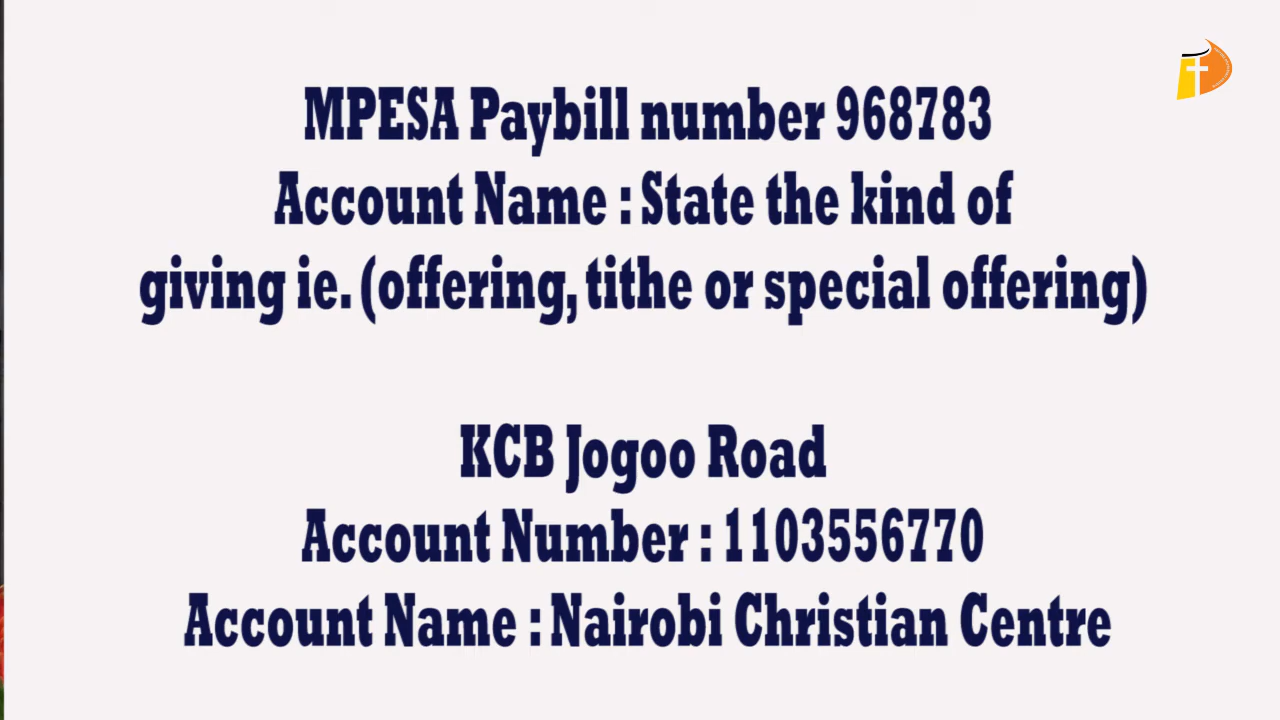 MPESA Paybill number 968783
Account Name : State the kind of
giving ie. (offering, tithe or special offering)
KCB Jogoo Road
Account Number : 1103556770
Account Name : Nairobi Christian Centre